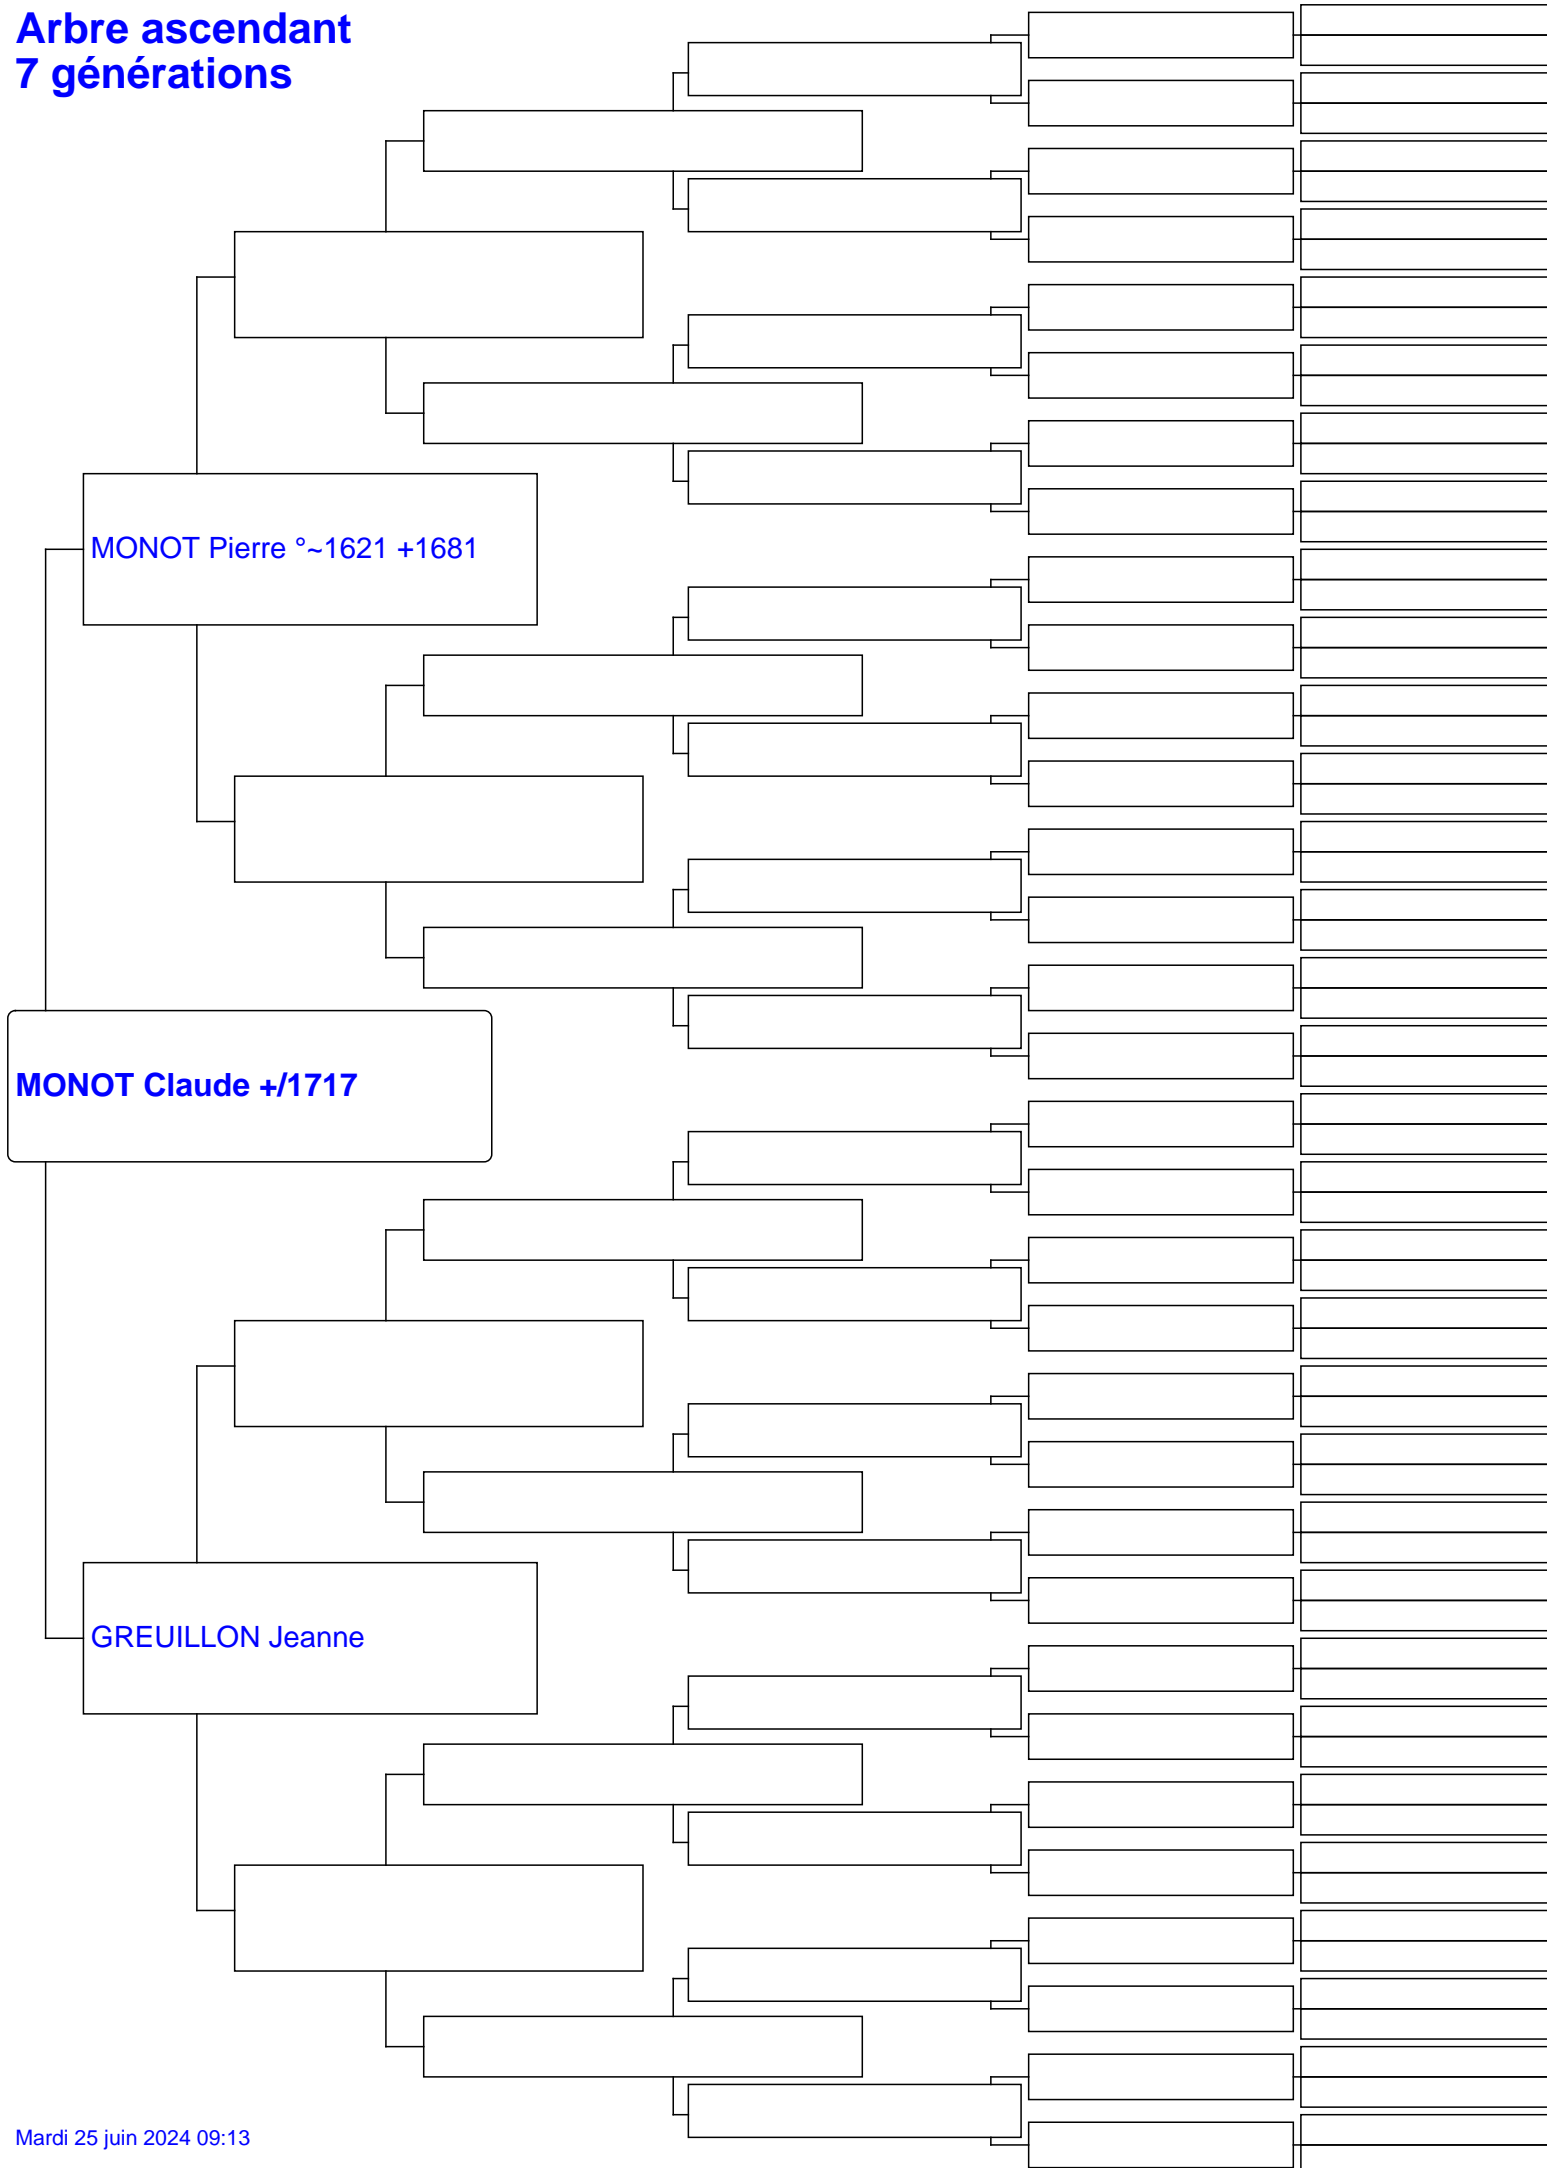 Arbre ascendant
7 générations
MONOT Pierre °~1621 +1681
MONOT Claude +/1717
GREUILLON Jeanne
Mardi 25 juin 2024 09:13